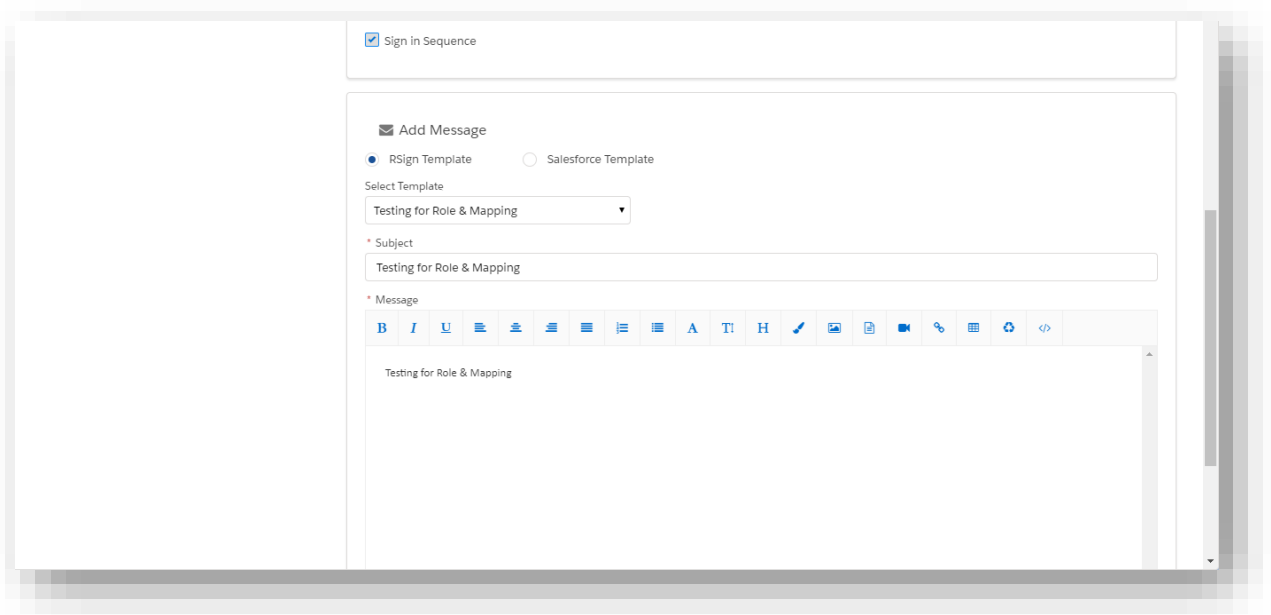 Sign in Sequence
Add Message
RSign Template Salesforce Template
Select Template
Testing for Role & Mapping
* Subject
Testing for Role & Mapping
* Message
B I U A T H </>
Testing for Role & Mapping